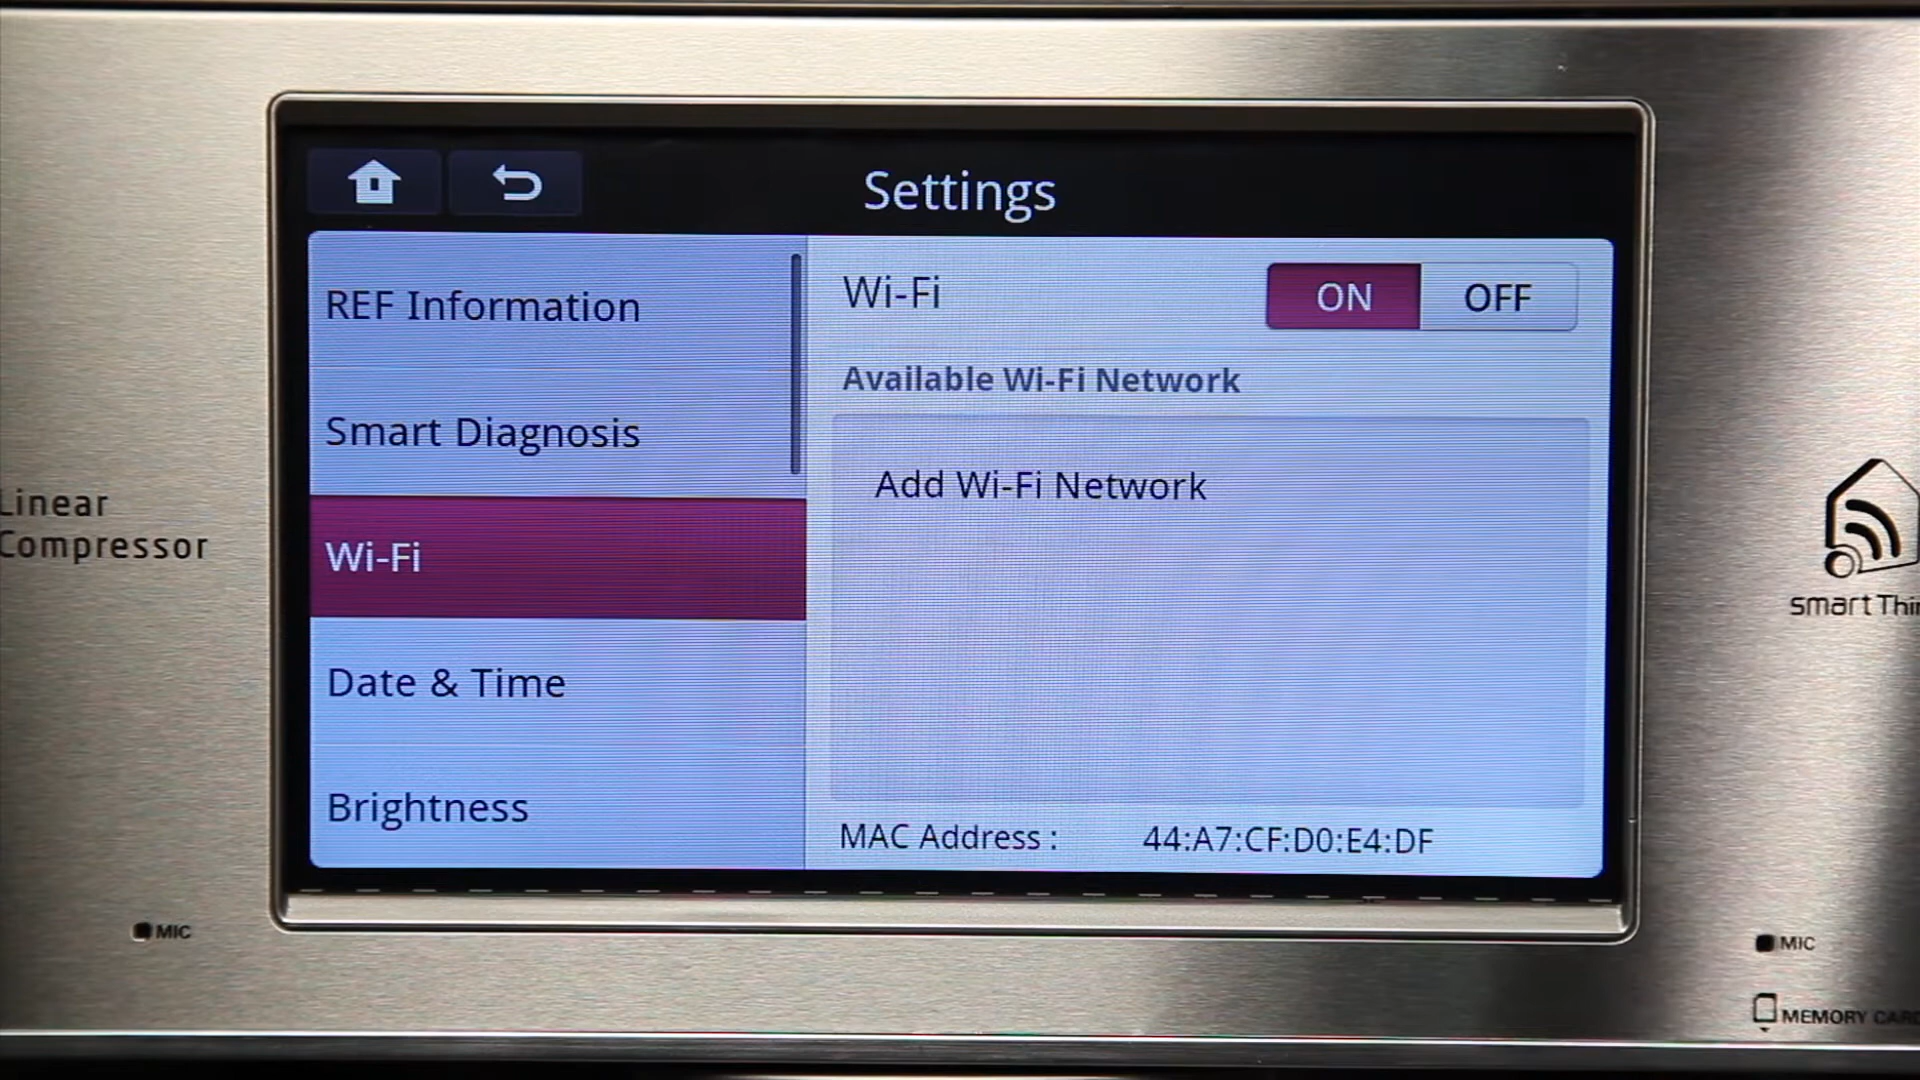 Settings
REF Information
Smart Diagnosis
Wi-Fi
Date & Time
Brightness
Wi-Fi
ON
OFF
Available Wi-Fi Network
Add Wi-Fi Network
MAC Address :
44:A7:CF:D0:E4:DF
Linear
Compressor
MIC
smart Thin
MIC
MEMORY CARD